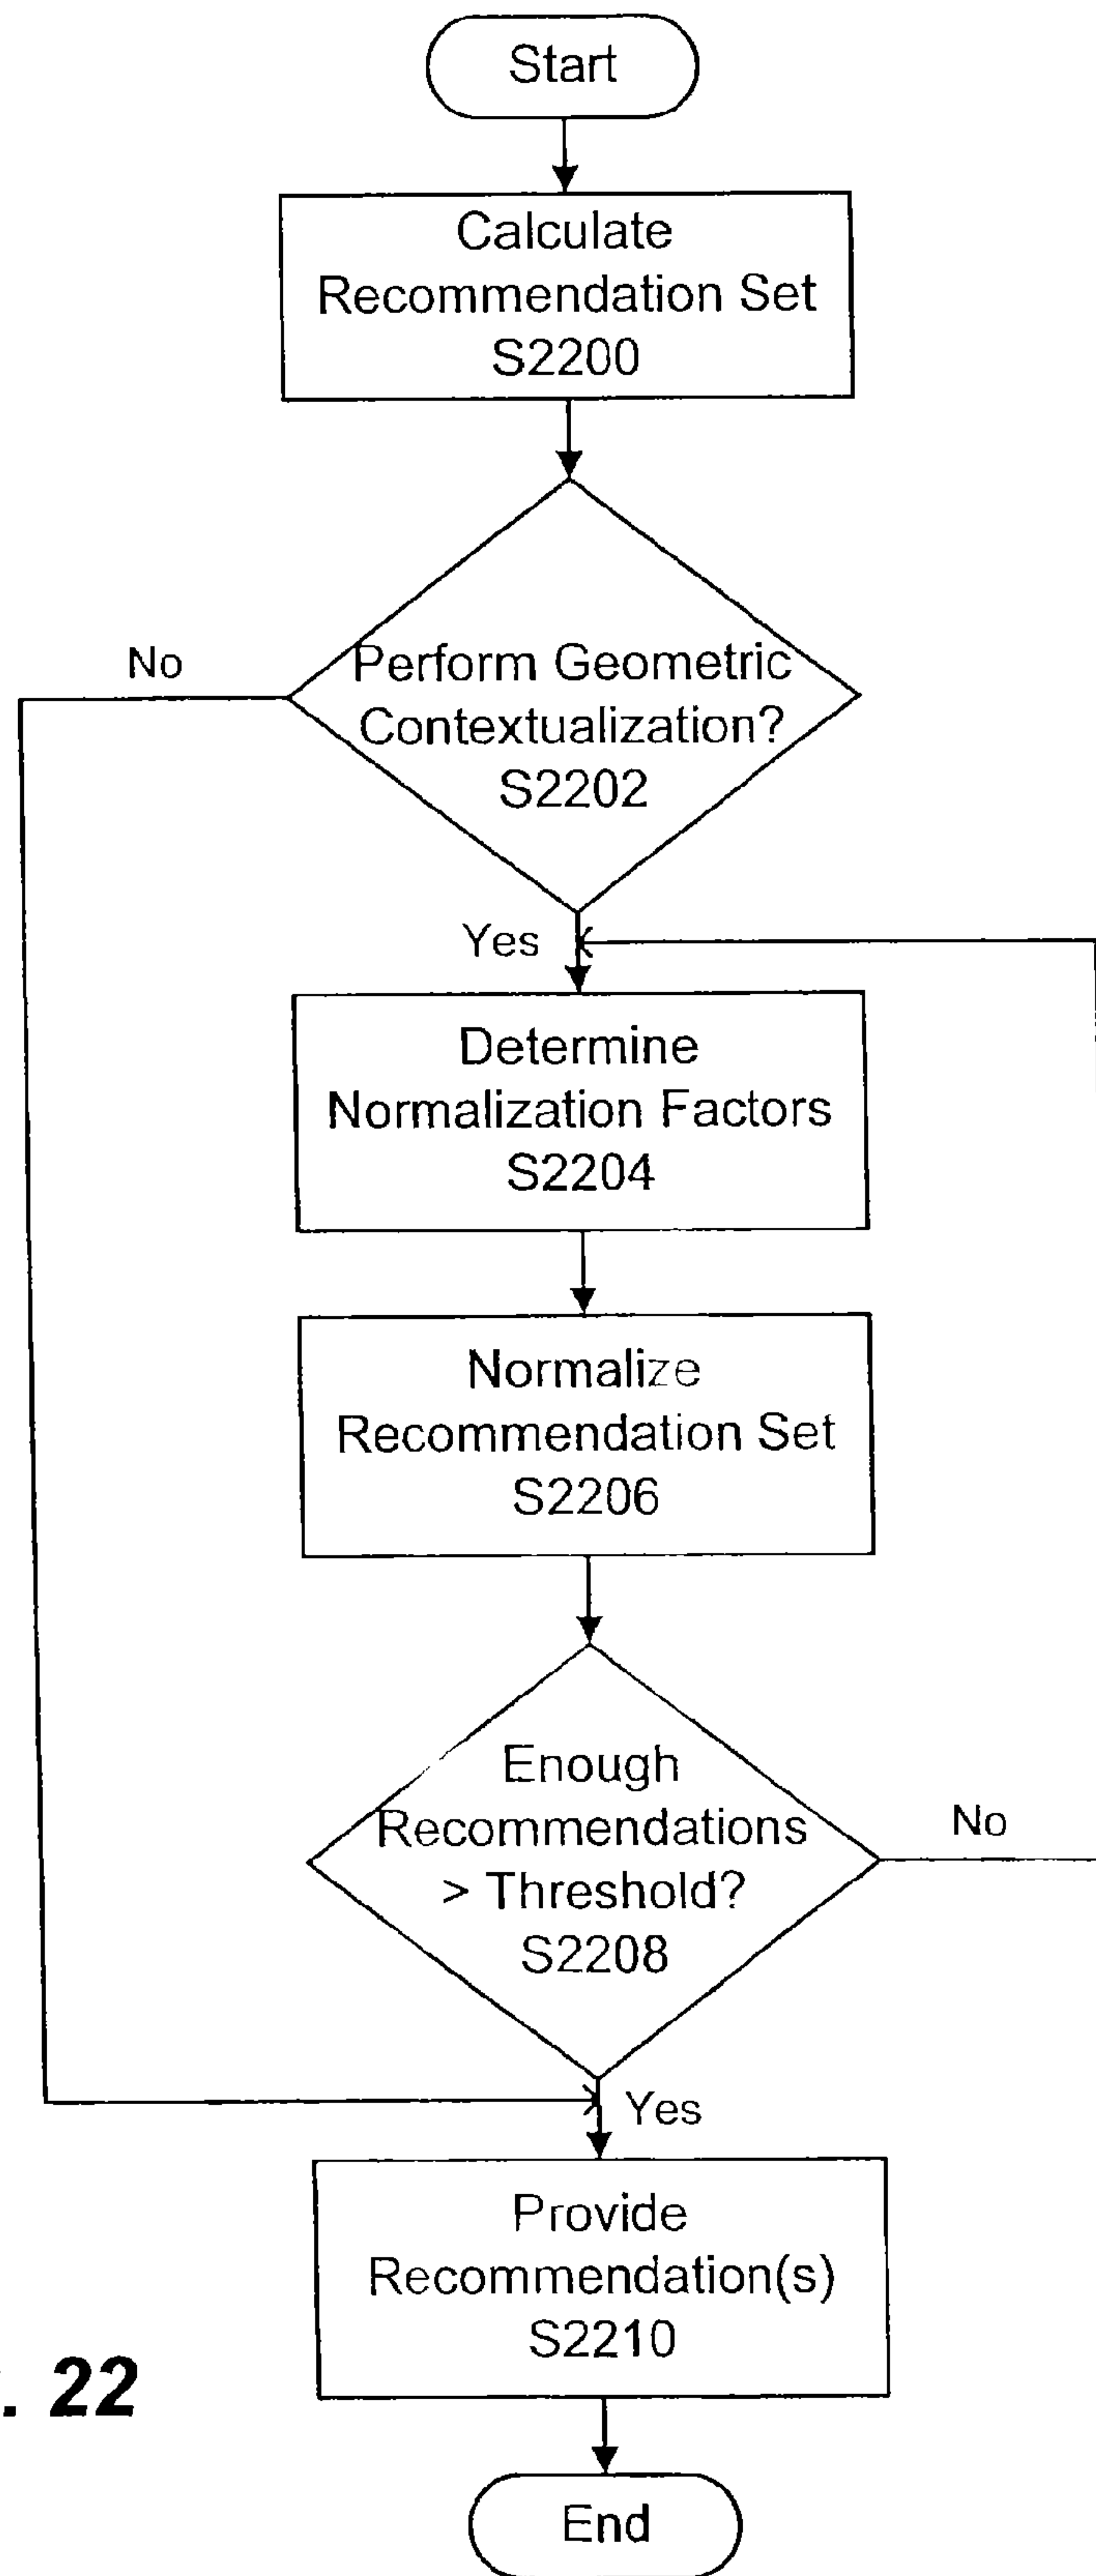 Start
Calculate
Recommendation Set
S2200
No
Perform Geometric
Contextualization?
S2202
Yes
Determine
Normalization Factors
S2204
Normalize
Recommendation Set
S2206
Enough
Recommendations
> Threshold?
S2208
No
Yes
Provide
Recommendation(s)
S2210
. 22
End